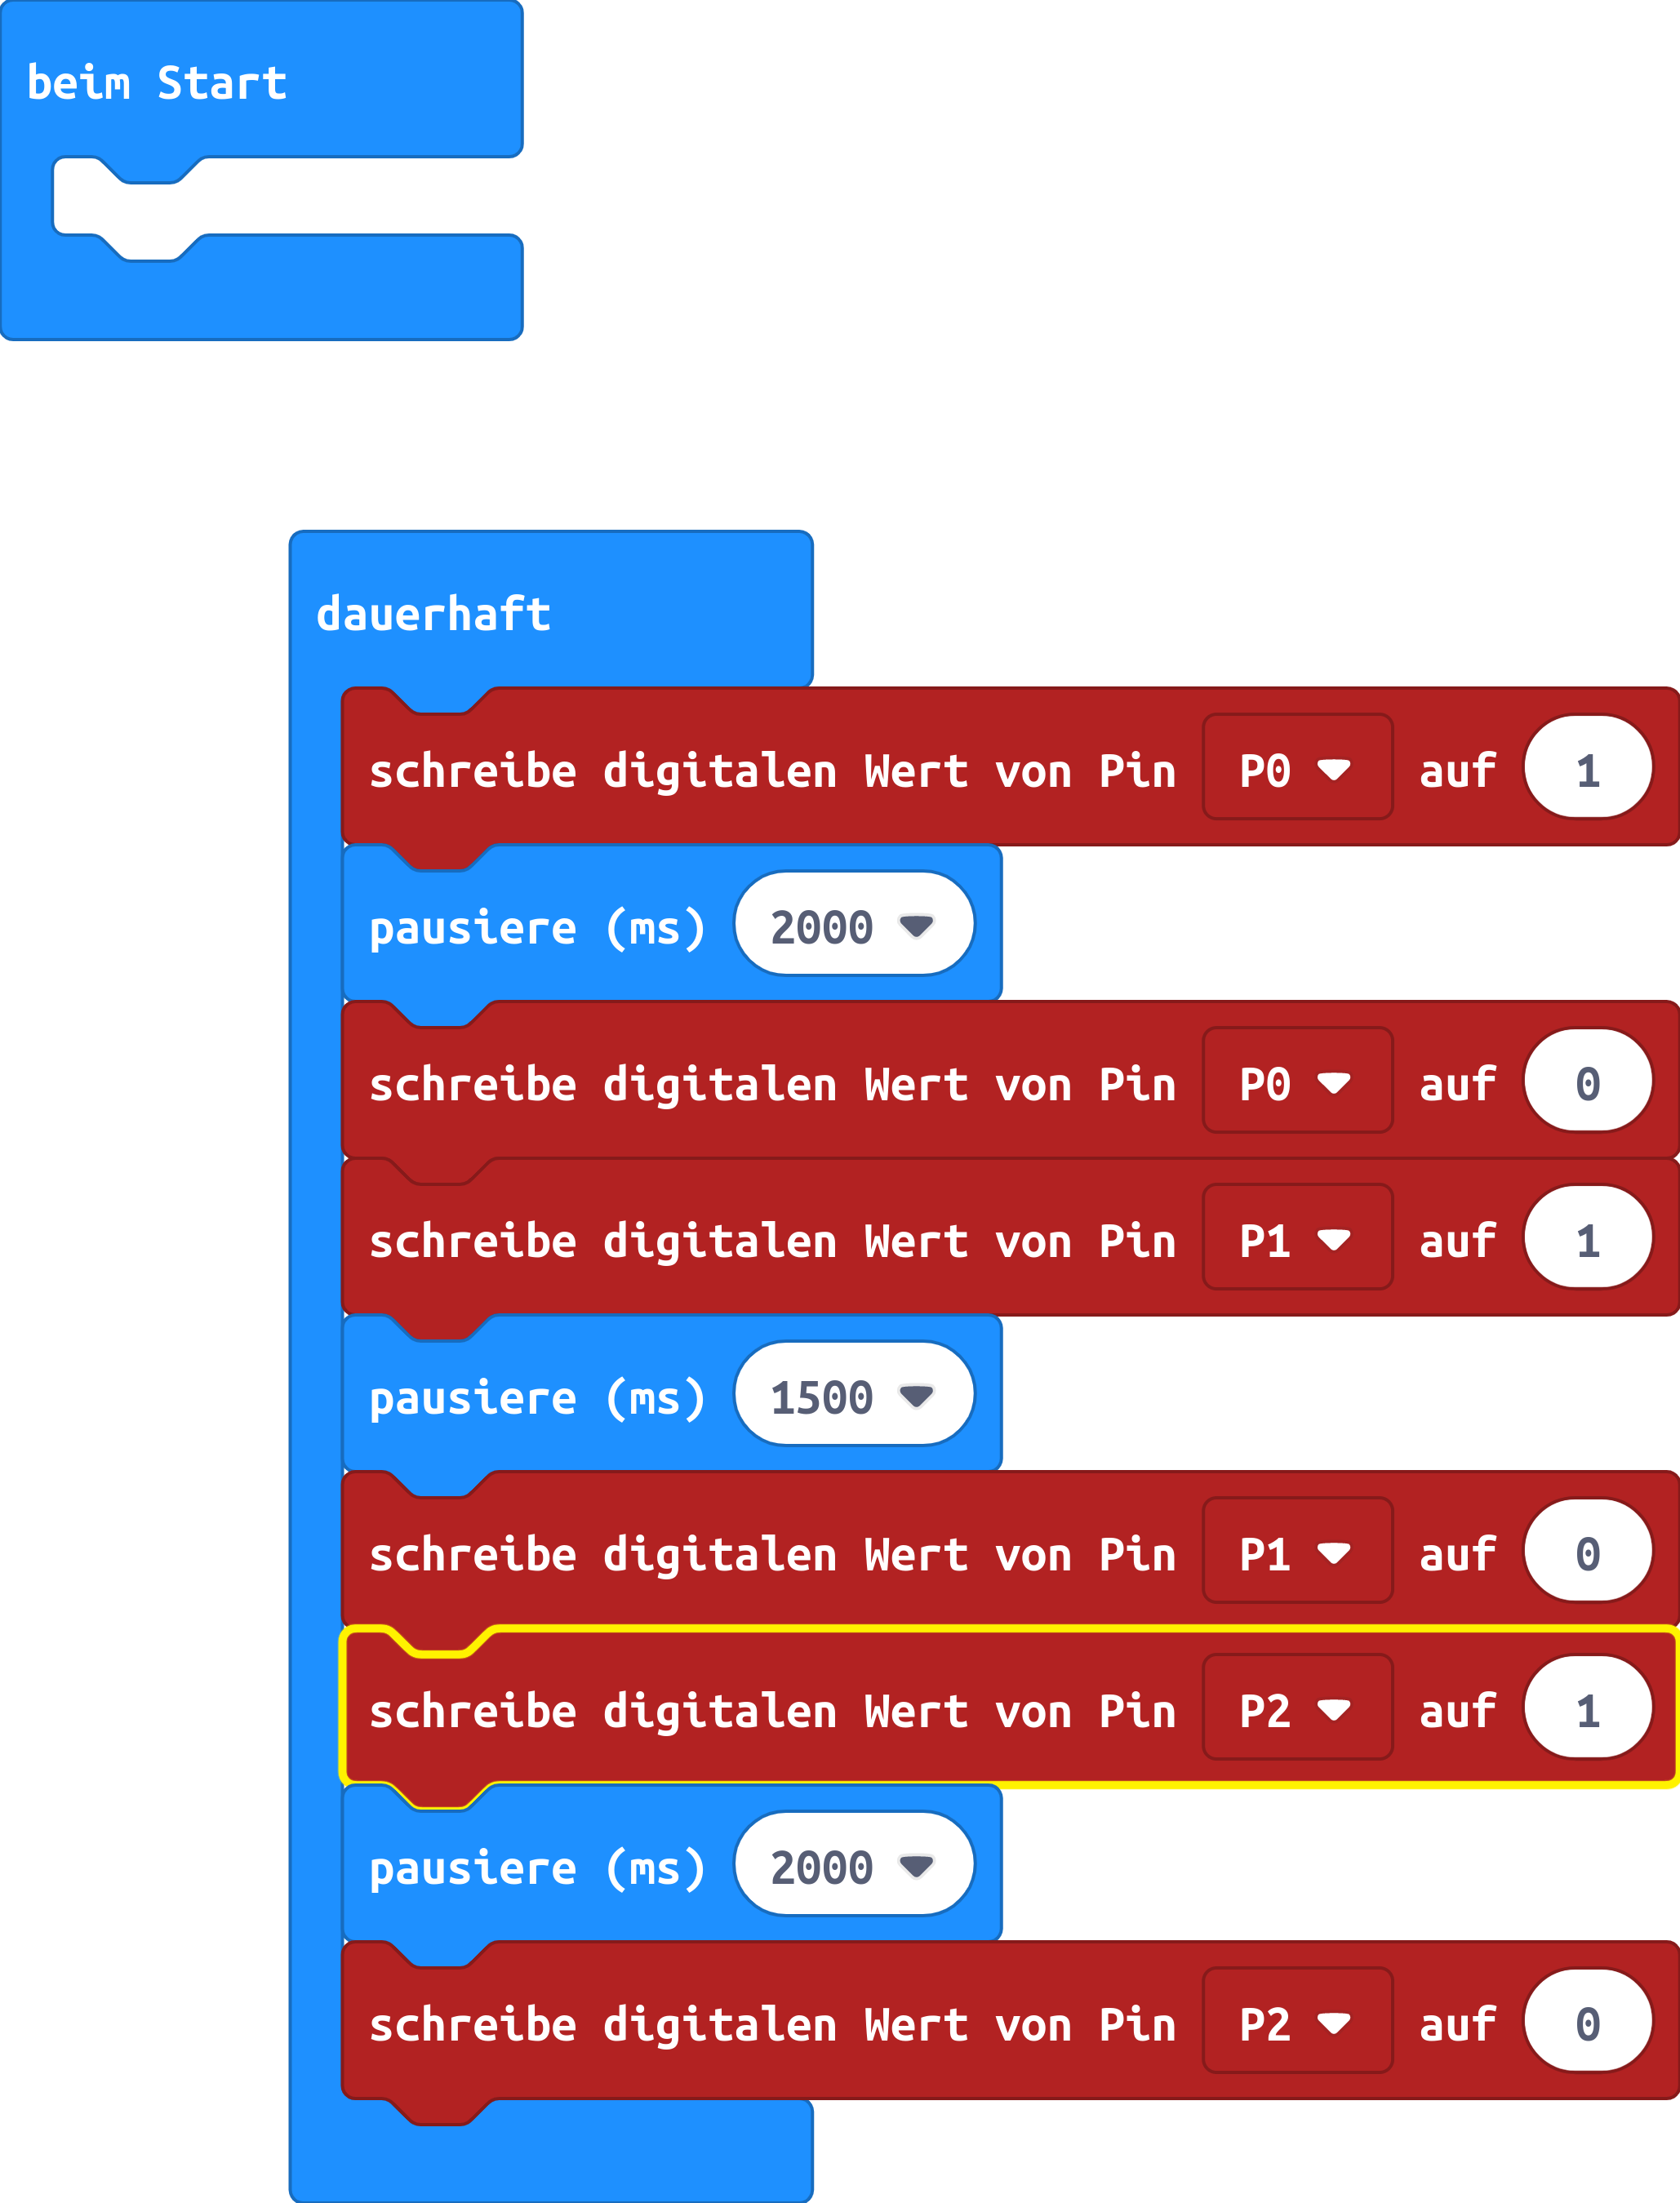 beim Start
dauerhaft
schreibe digitalen Wert von Pin P0 auf 1
pausiere (ms) 2000
schreibe digitalen Wert von Pin P0 auf 0
schreibe digitalen Wert von Pin P1 auf 1
pausiere (ms) 1500
schreibe digitalen Wert von Pin P1 auf 0
schreibe digitalen Wert von Pin P2 auf 1
pausiere (ms) 2000
schreibe digitalen Wert von Pin P2 auf 0